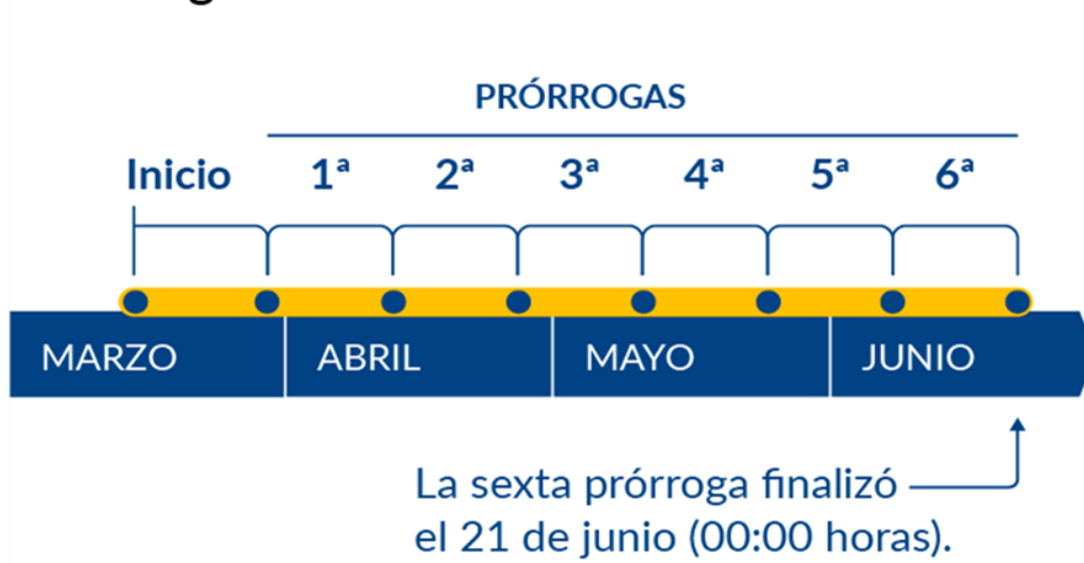 PRÓRROGAS
Inicio 1ª 2ª 3ª 4ª 5ª 6ª
MARZO ABRIL MAYO JUNIO
La sexta prórroga finalizó
el 21 de junio (00:00 horas).